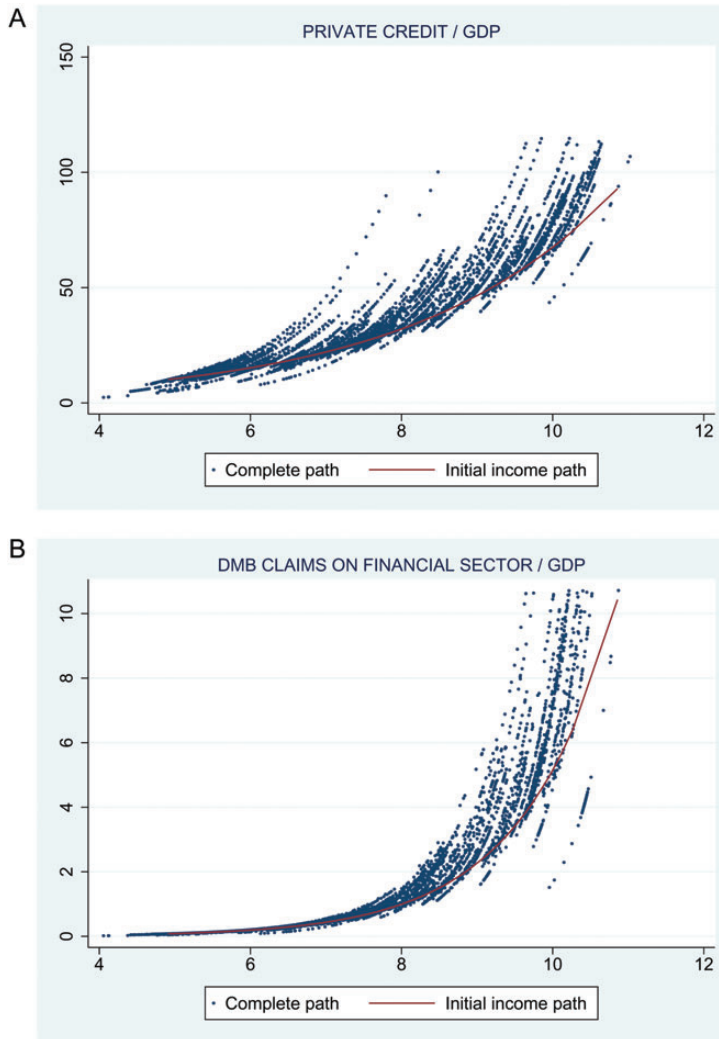 A
PRIVATE CREDIT / GDP
150
100
50
0
4 6 8 10 12
• Complete path — Initial income path
B
DMB CLAIMS ON FINANCIAL SECTOR / GDP
10
8
6
4
2
0
4 6 8 10 12
• Complete path — Initial income path